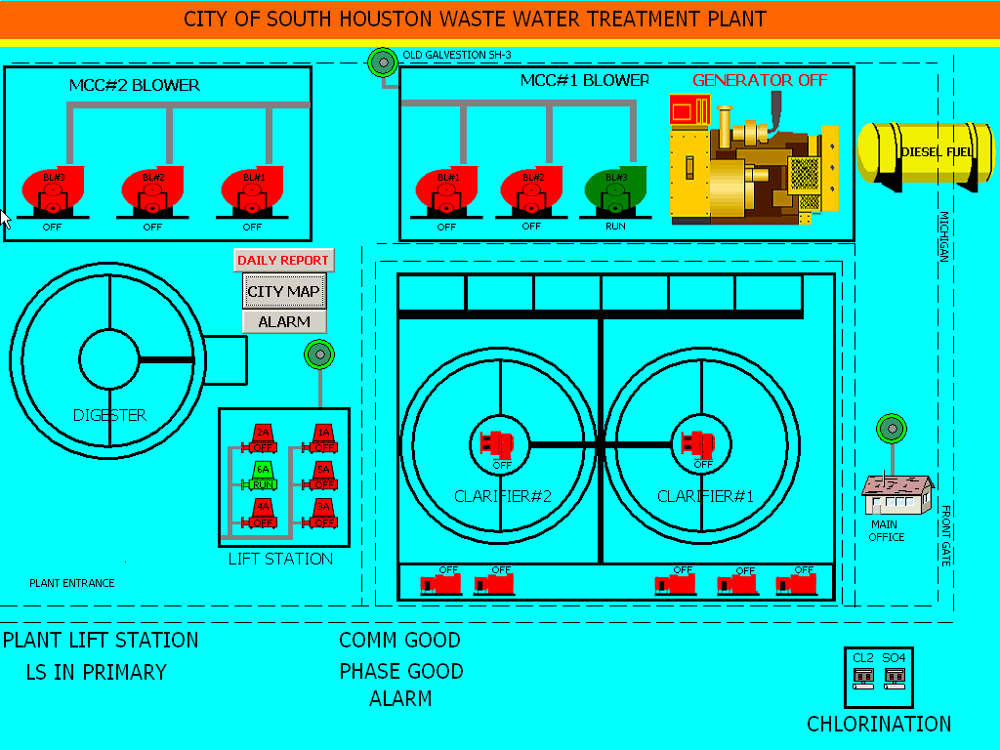 CITY OF SOUTH HOUSTON WASTE WATER TREATMENT PLANT
OLD GALVESTION SH-3
MCC#2 BLOWER
MCC#1 BLOWER
GENERATOR OFF
DIESEL FUEL
BL#3
BL#2
BL#1
BL#1
BL#2
BL#3
OFF
OFF
OFF
OFF
OFF
RUN
MICHIGAN
DAILY REPORT
CITY MAP
ALARM
DIGESTER
2A
OFF
1A
OFF
6A
RUN
5A
OFF
4A
OFF
3A
OFF
LIFT STATION
OFF
OFF
CLARIFIER#2
CLARIFIER#1
MAIN
OFFICE
FRONT GATE
OFF
OFF
OFF
OFF
OFF
PLANT ENTRANCE
PLANT LIFT STATION
LS IN PRIMARY
COMM GOOD
PHASE GOOD
ALARM
CL2
SO4
CHLORINATION